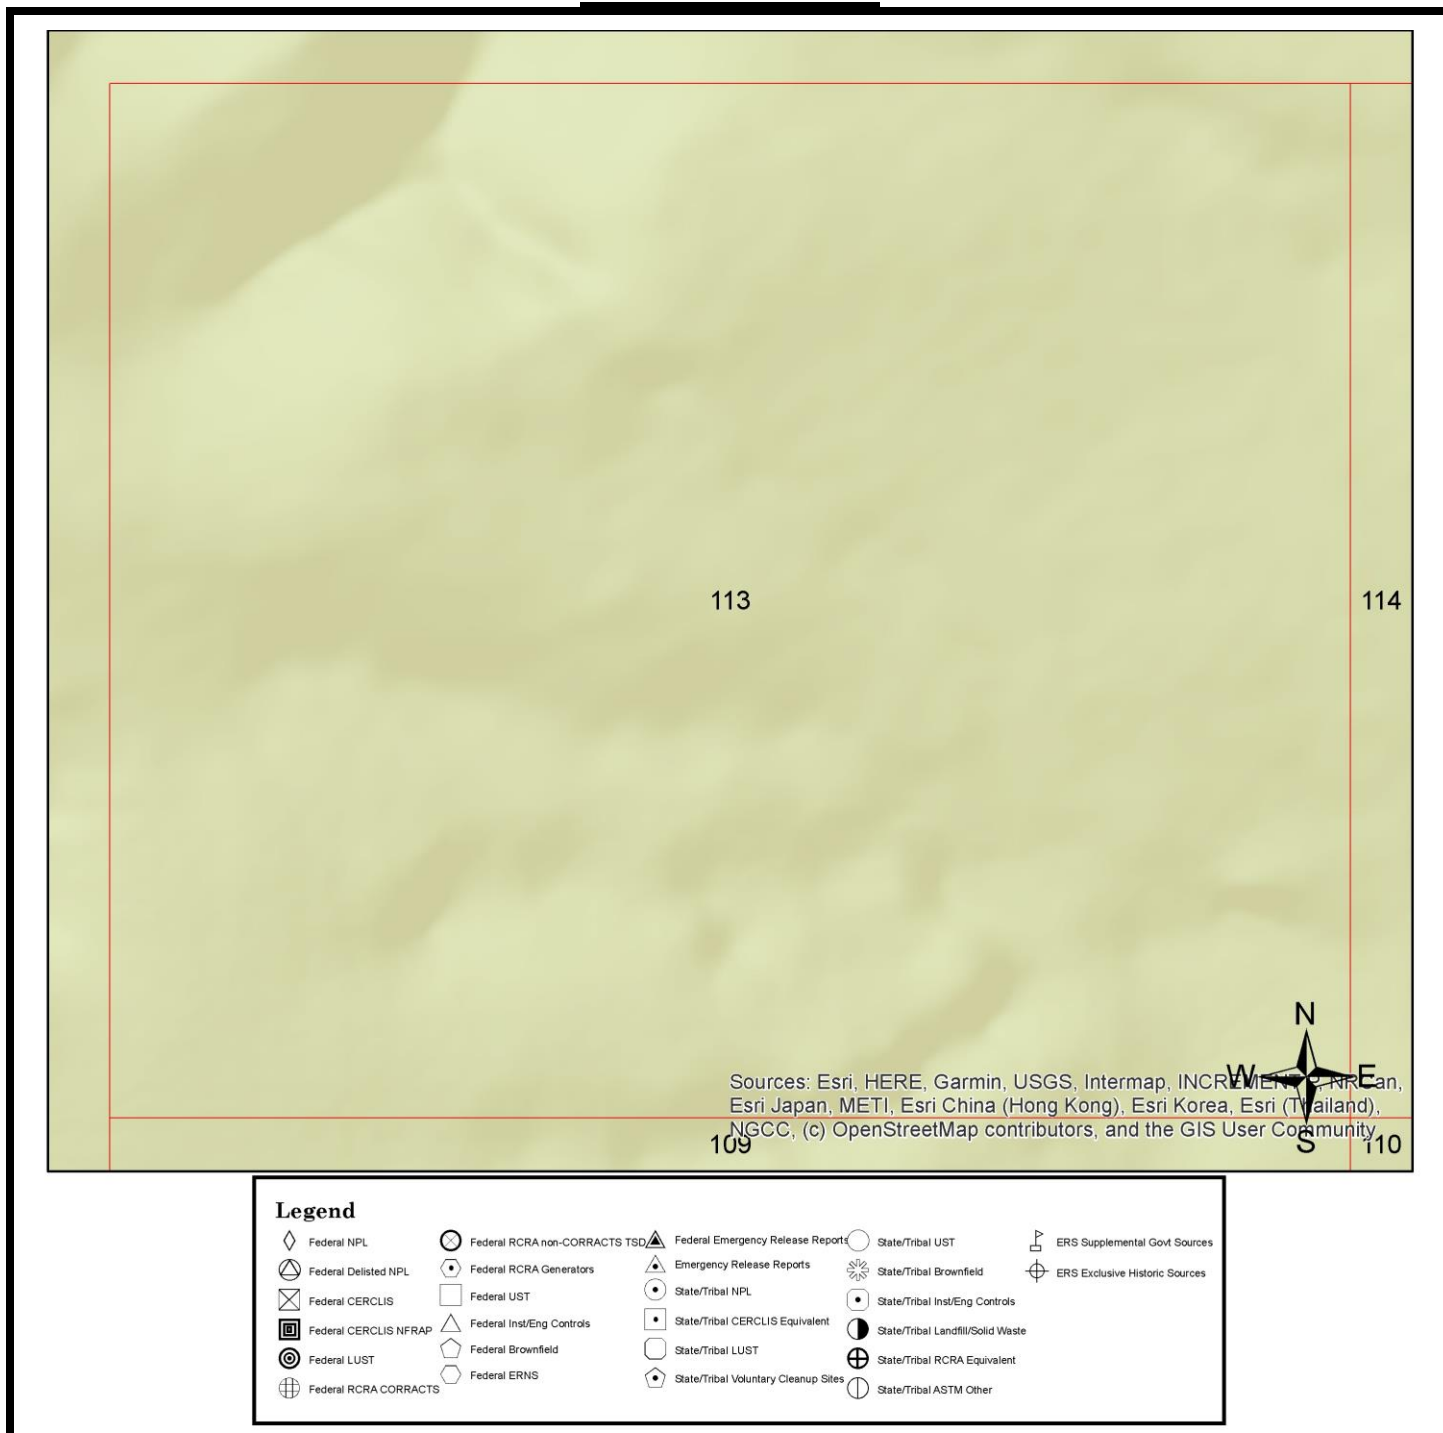 113
114
N
W E
Sources: Esri, HERE, Garmin, USGS, Intermap, INCREMENT P, NRCan,
Esri Japan, METI, Esri China (Hong Kong), Esri Korea, Esri (Thailand),
NGCC, (c) OpenStreetMap contributors, and the GIS User Community
109
S
110
Legend
Federal NPL
Federal Delisted NPL
Federal CERCLIS
Federal CERCLIS NFRAP
Federal LUST
Federal RCRA CORRACTS
Federal RCRA non-CORRACTS TSD
Federal RCRA Generators
Federal UST
Federal Inst/Eng Controls
Federal Brownfield
Federal ERNS
Federal Emergency Release Reports
Emergency Release Reports
State/Tribal NPL
State/Tribal CERCLIS Equivalent
State/Tribal LUST
State/Tribal Voluntary Cleanup Sites
State/Tribal UST
State/Tribal Brownfield
State/Tribal Inst/Eng Controls
State/Tribal Landfill/Solid Waste
State/Tribal RCRA Equivalent
State/Tribal ASTM Other
ERS Supplemental Govt Sources
ERS Exclusive Historic Sources